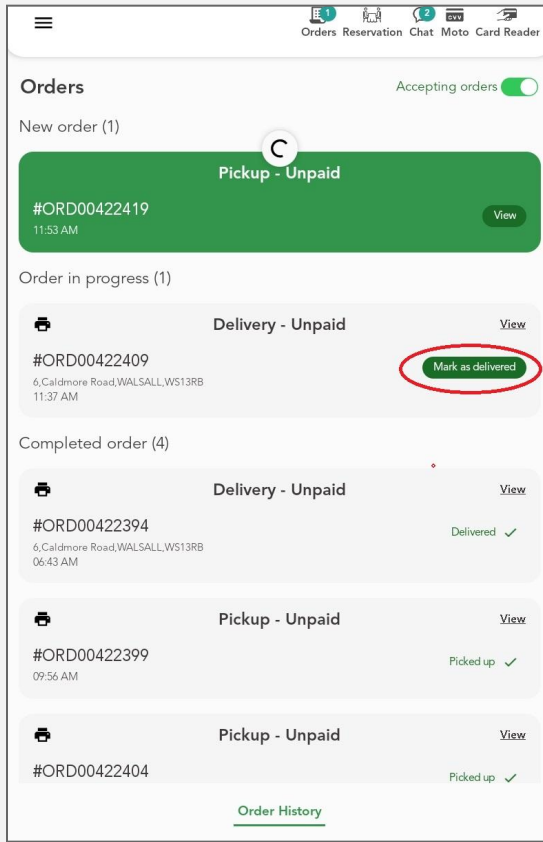 1 2
Orders Reservation Chat Moto Card Reader
CVV
Orders
Accepting orders
New order (1)
Pickup - Unpaid
#ORD00422419
View
11:53 AM
Order in progress (1)
Delivery - Unpaid
View
#ORD00422409
Mark as delivered
6,Caldmore Road,WALSALL,WS13RB
11:37 AM
Completed order (4)
Delivery - Unpaid
View
#ORD00422394
Delivered
6,Caldmore Road,WALSALL,WS13RB
06:43 AM
Pickup - Unpaid
View
#ORD00422399
Picked up
09:56 AM
Pickup - Unpaid
View
#ORD00422404
Picked up
Order History